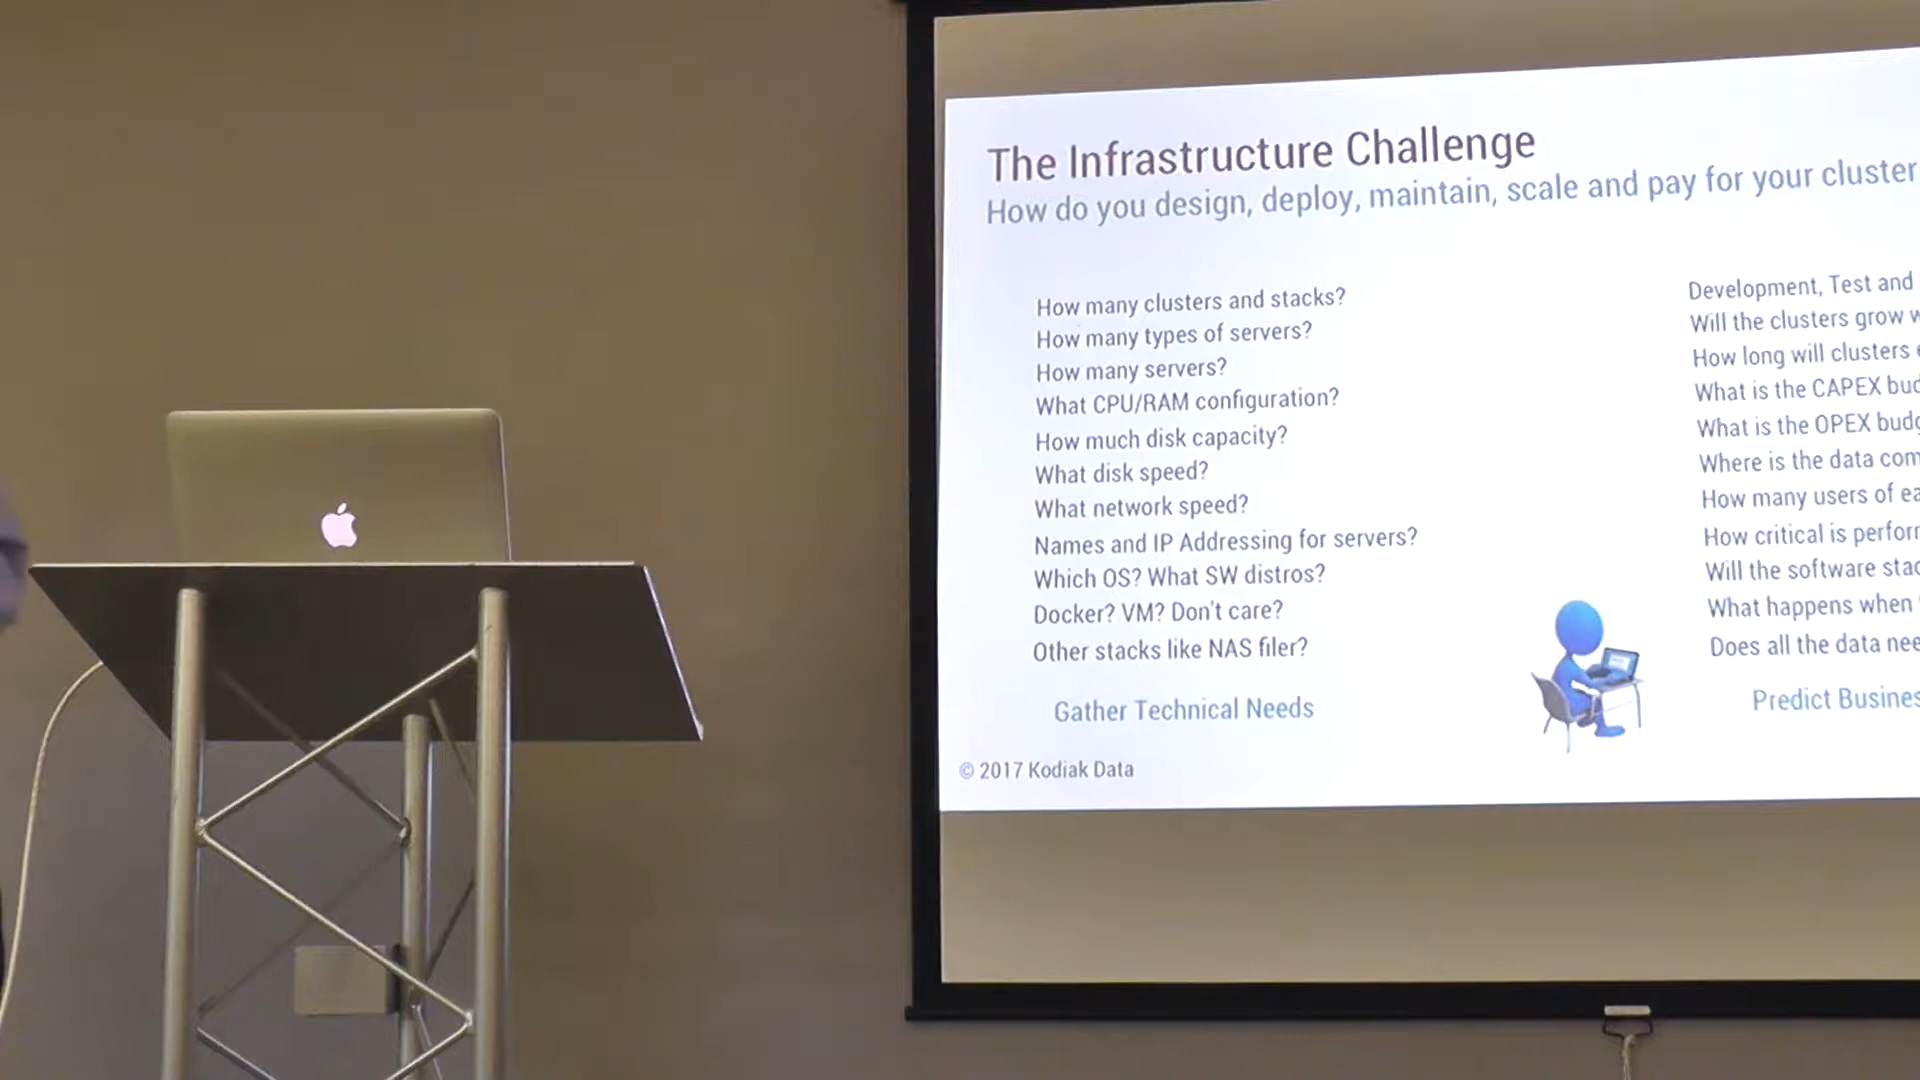 The Infrastructure Challenge
How do you design, deploy, maintain, scale and pay for your cluster
How many clusters and stacks?
How many types of servers?
How many servers?
What CPU/RAM configuration?
How much disk capacity?
What disk speed?
What network speed?
Names and IP Addressing for servers?
Which OS? What SW distros?
Docker? VM? Don't care?
Other stacks like NAS filer?
Gather Technical Needs
Development, Test and
Will the clusters grow
How long will clusters
What is the CAPEX
What is the OPEX
Where is the data
How many users of
How critical is
Will the software
What happens when
Does all the data
Predict
© 2017 Kodiak Data